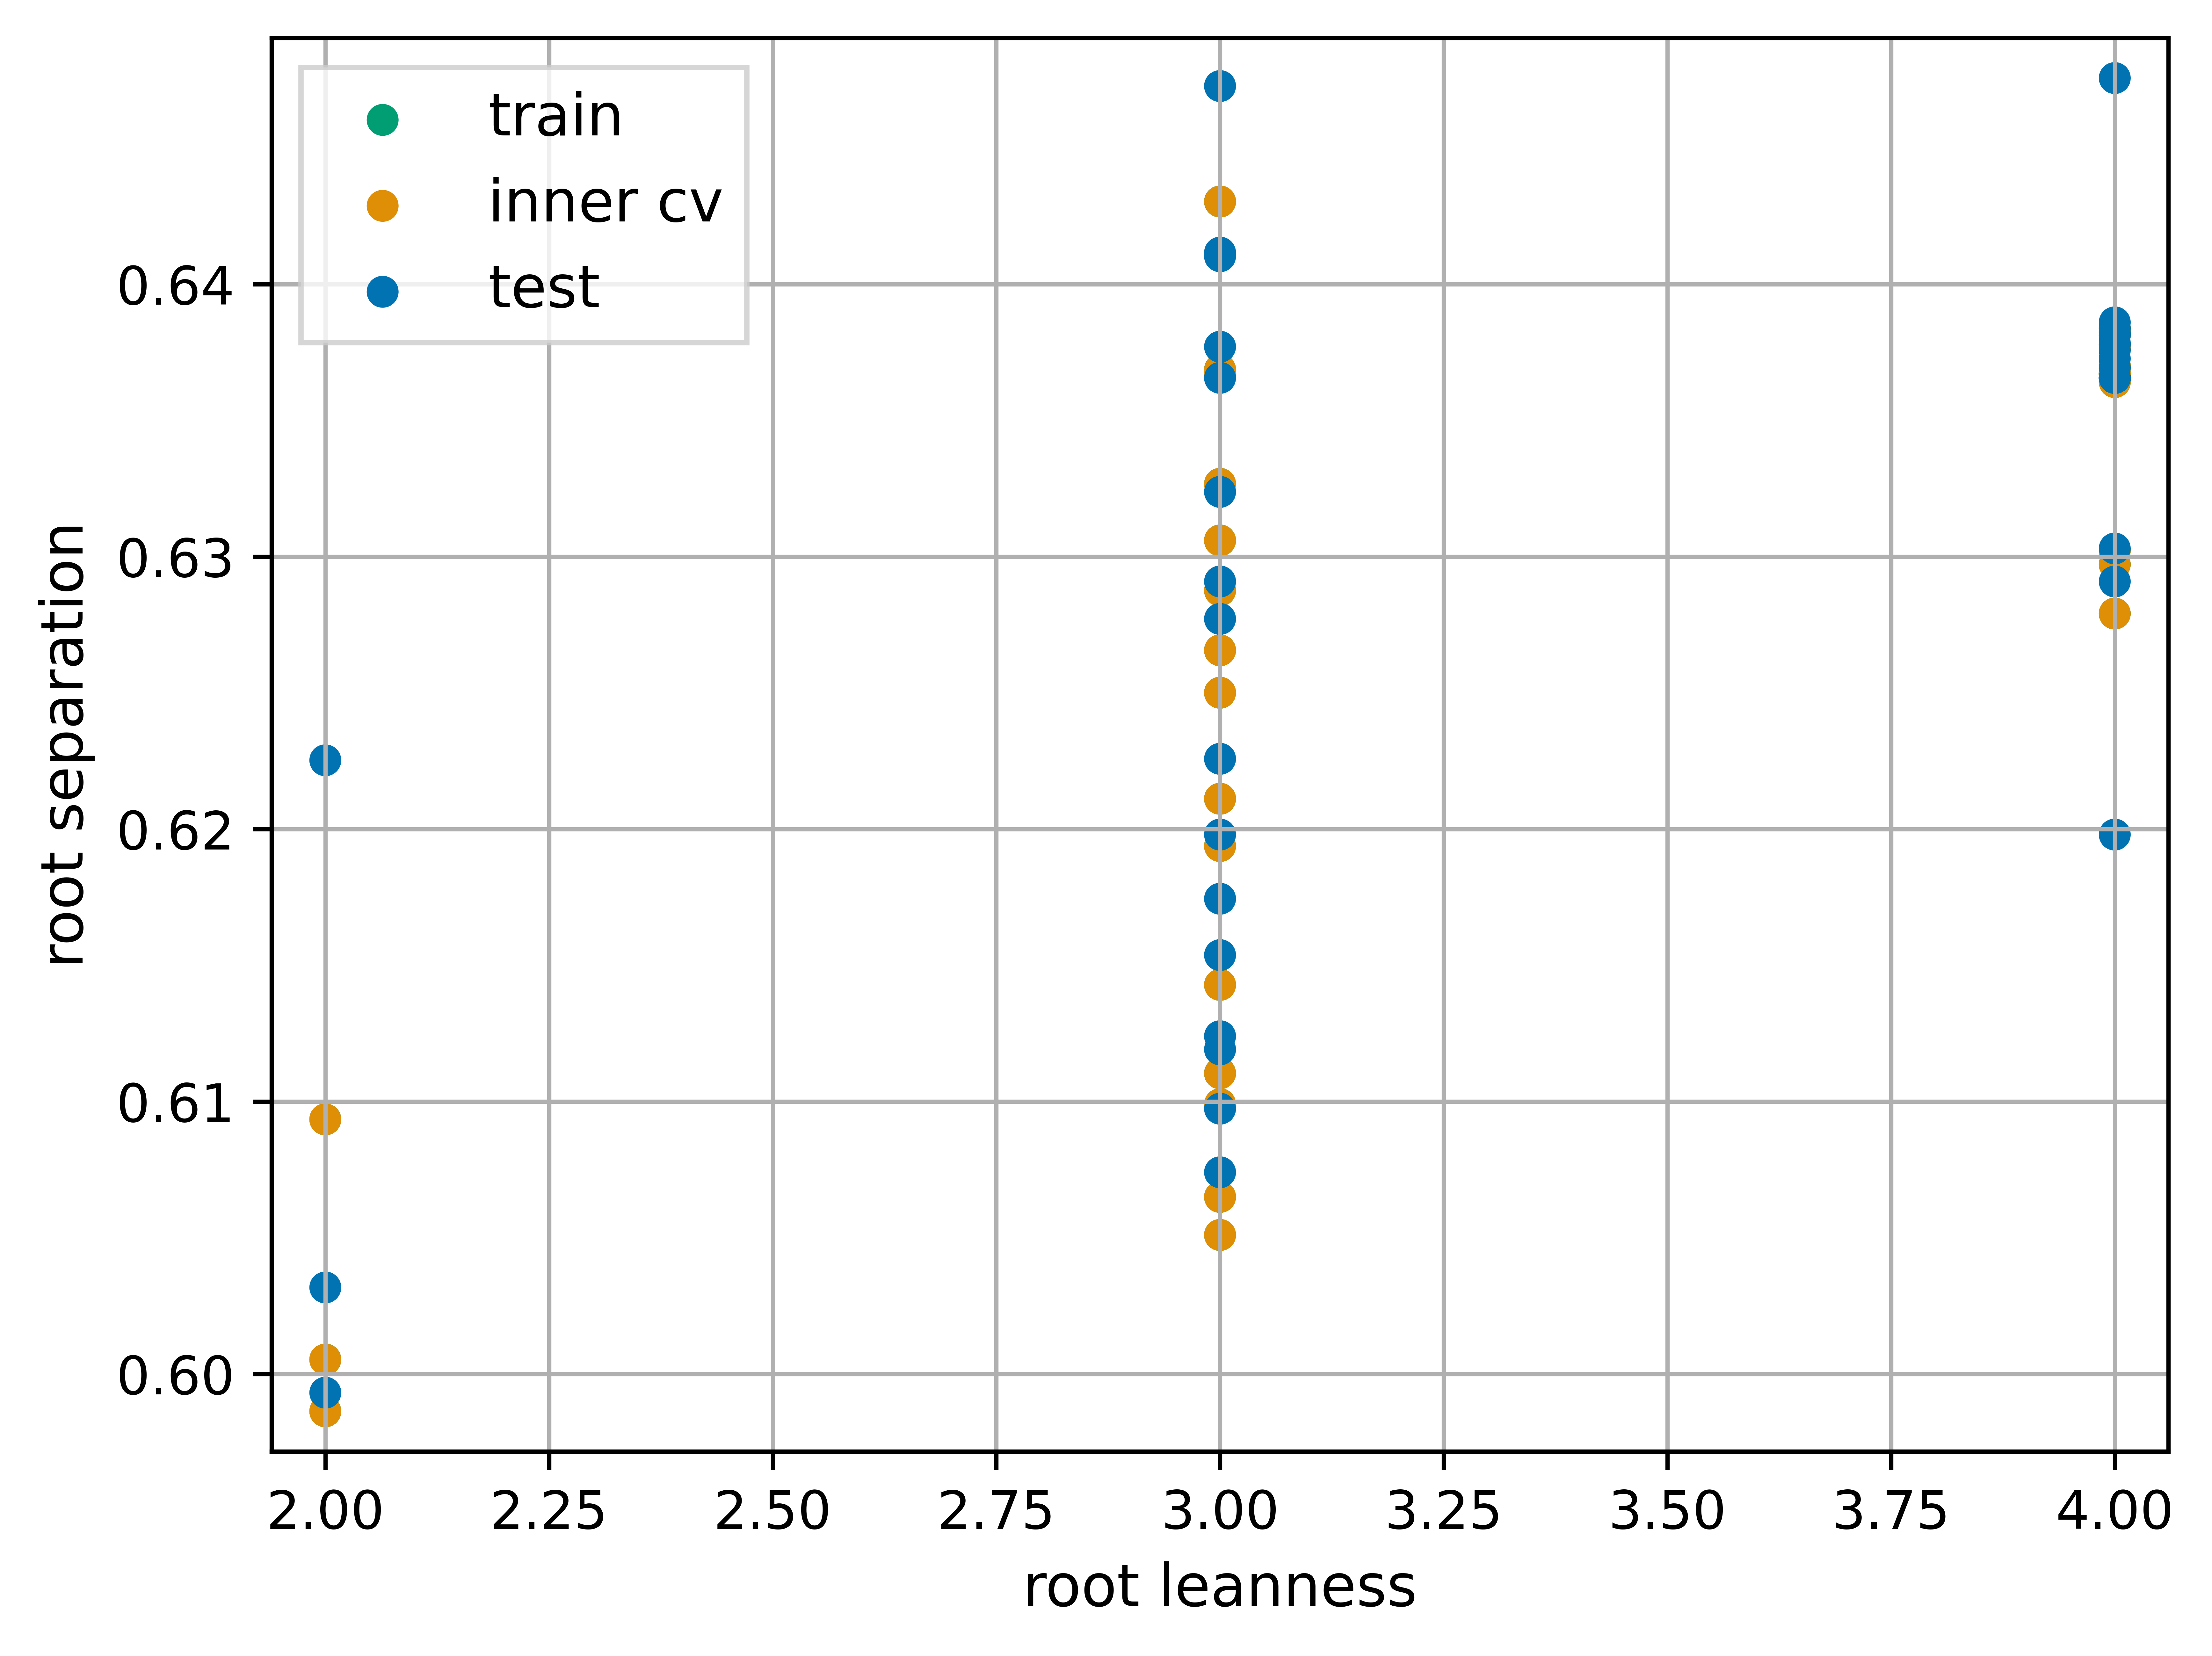 train
inner cv
test
0.64
0.63
0.62
0.61
0.60
root separation
2.00 2.25 2.50 2.75 3.00 3.25 3.50 3.75 4.00
root leanness